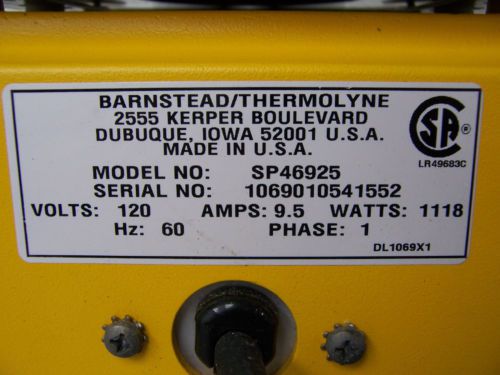 BARNSTEAD/THERMOLYNE
2555 KERPER BOULEVARD
DUBUQUE, IOWA 52001 U.S.A.
MADE IN U.S.A.
SA
LR49683C
MODEL NO: SP46925
SERIAL NO: 1069010541552
VOLTS: 120 AMPS: 9.5 WATTS: 1118
Hz: 60 PHASE: 1
DL1069X1